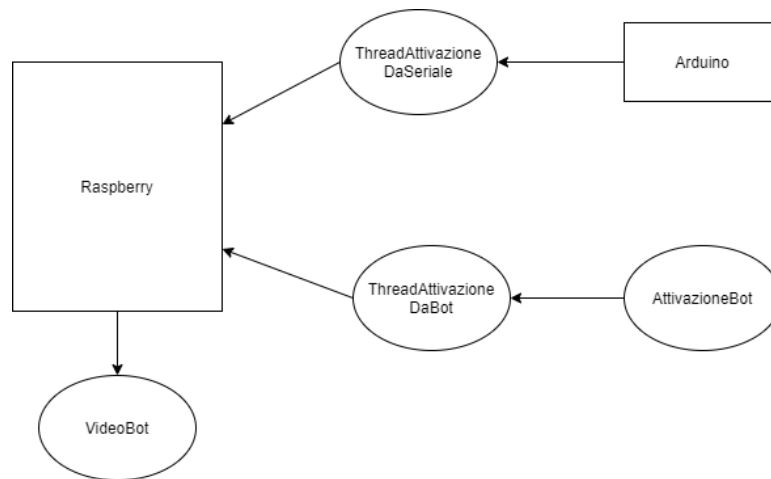 ThreadAttivazione
DaSeriale
Arduino
Raspberry
ThreadAttivazione
DaBot
AttivazioneBot
VideoBot